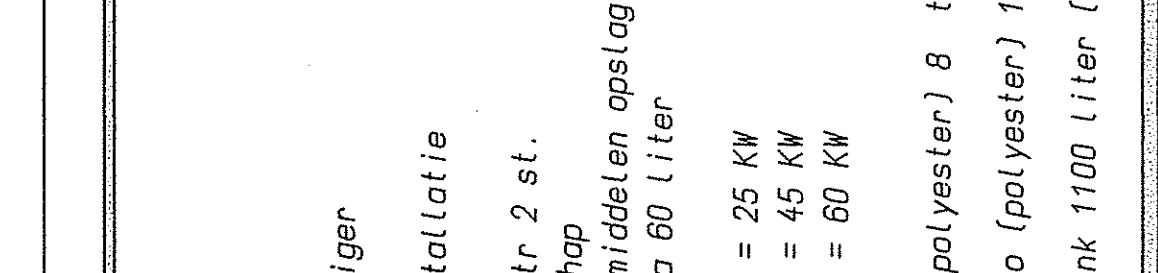 iger
tallatie
tr 2 st.
hap
middelen opslag
a 60 liter
= 25 KW
= 45 KW
= 60 KW
polyester) 8 t
o (polyester) 1
nk 1100 liter (